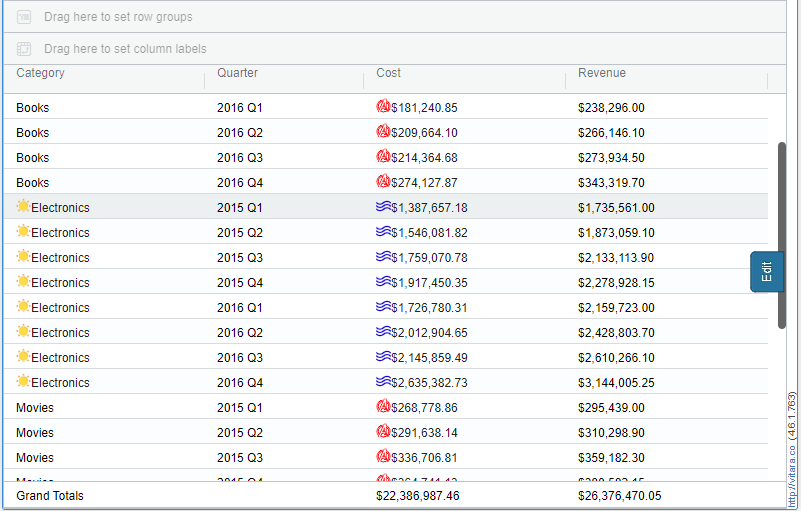 Drag here to set row groups
Drag here to set column labels
Category Quarter Cost Revenue
Books 2016 Q1 $181,240.85 $238,296.00
Books 2016 Q2 $209,664.10 $266,146.10
Books 2016 Q3 $214,364.68 $273,934.50
Books 2016 Q4 $274,127.87 $343,319.70
Electronics 2015 Q1 $1,387,657.18 $1,735,561.00
Electronics 2015 Q2 $1,546,081.82 $1,873,059.10
Electronics 2015 Q3 $1,759,070.78 $2,133,113.90
Electronics 2015 Q4 $1,917,450.35 $2,278,928.15
Electronics 2016 Q1 $1,726,780.31 $2,159,723.00
Electronics 2016 Q2 $2,012,904.65 $2,428,803.70
Electronics 2016 Q3 $2,145,859.49 $2,610,266.10
Electronics 2016 Q4 $2,635,382.73 $3,144,005.25
Movies 2015 Q1 $268,778.86 $295,439.00
Movies 2015 Q2 $291,638.14 $310,298.90
Movies 2015 Q3 $336,706.81 $359,182.30
Movies 2015 Q4
Grand Totals $22,386,987.46 $26,376,470.05
Edit
http://vitara.co (4.6.1.763)